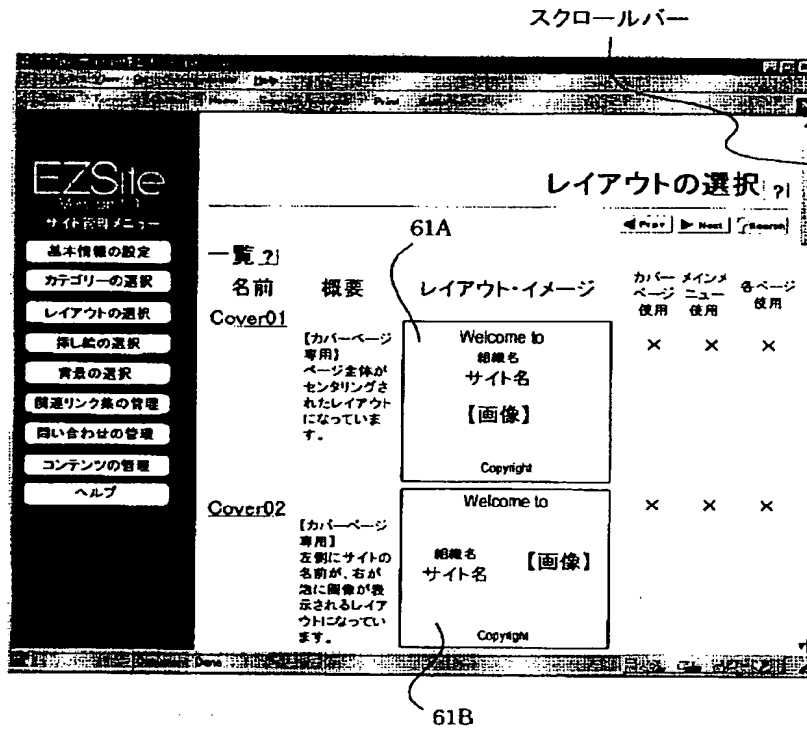 スクロールバー
Help
Home
Print
EZSite
サイト管理メニュー
基本情報の設定
カテゴリーの選択
レイアウトの選択
挿し絵の選択
背景の選択
関連リンク集の管理
問い合わせの管理
コンテンツの管理
ヘルプ
レイアウトの選択 ?
Prev Next Search
61A
一覧 ?
名前 概要 レイアウト・イメージ カバーページ使用 メインメニュー使用 各ページ使用
Cover01
【カバーページ
専用】
ページ全体が
センタリングさ
れたレイアウト
になっていま
す。
Welcome to
組織名
サイト名
【画像】
Copyright
× × ×
Cover02
【カバーページ
専用】
左側にサイトの
名前が、右が
に画像が表
示されるレイア
ウトになってい
ます。
Welcome to
組織名
サイト名 【画像】
Copyright
× × ×
Document Done
61B